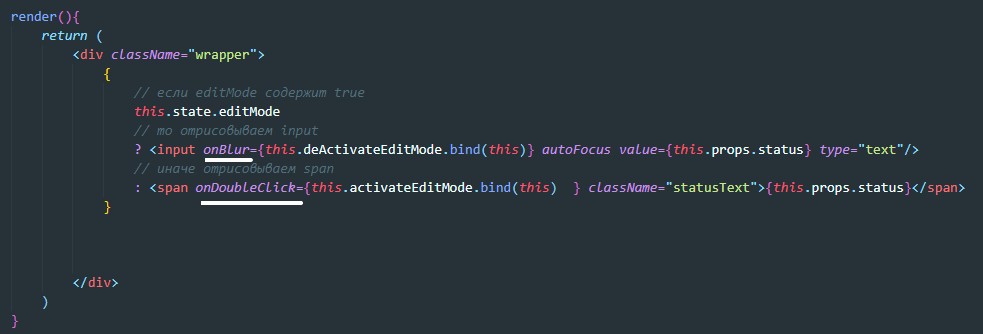 render(){
return (
<div className="wrapper">
{
// если editMode содержит true
this.state.editMode
// то отрисовываем input
? <input onBlur={this.deActivateEditMode.bind(this)} autoFocus value={this.props.status} type="text"/>
// иначе отрисовываем span
: <span onDoubleClick={this.activateEditMode.bind(this)  } className="statusText">{this.props.status}</span>
}
</div>
)
}